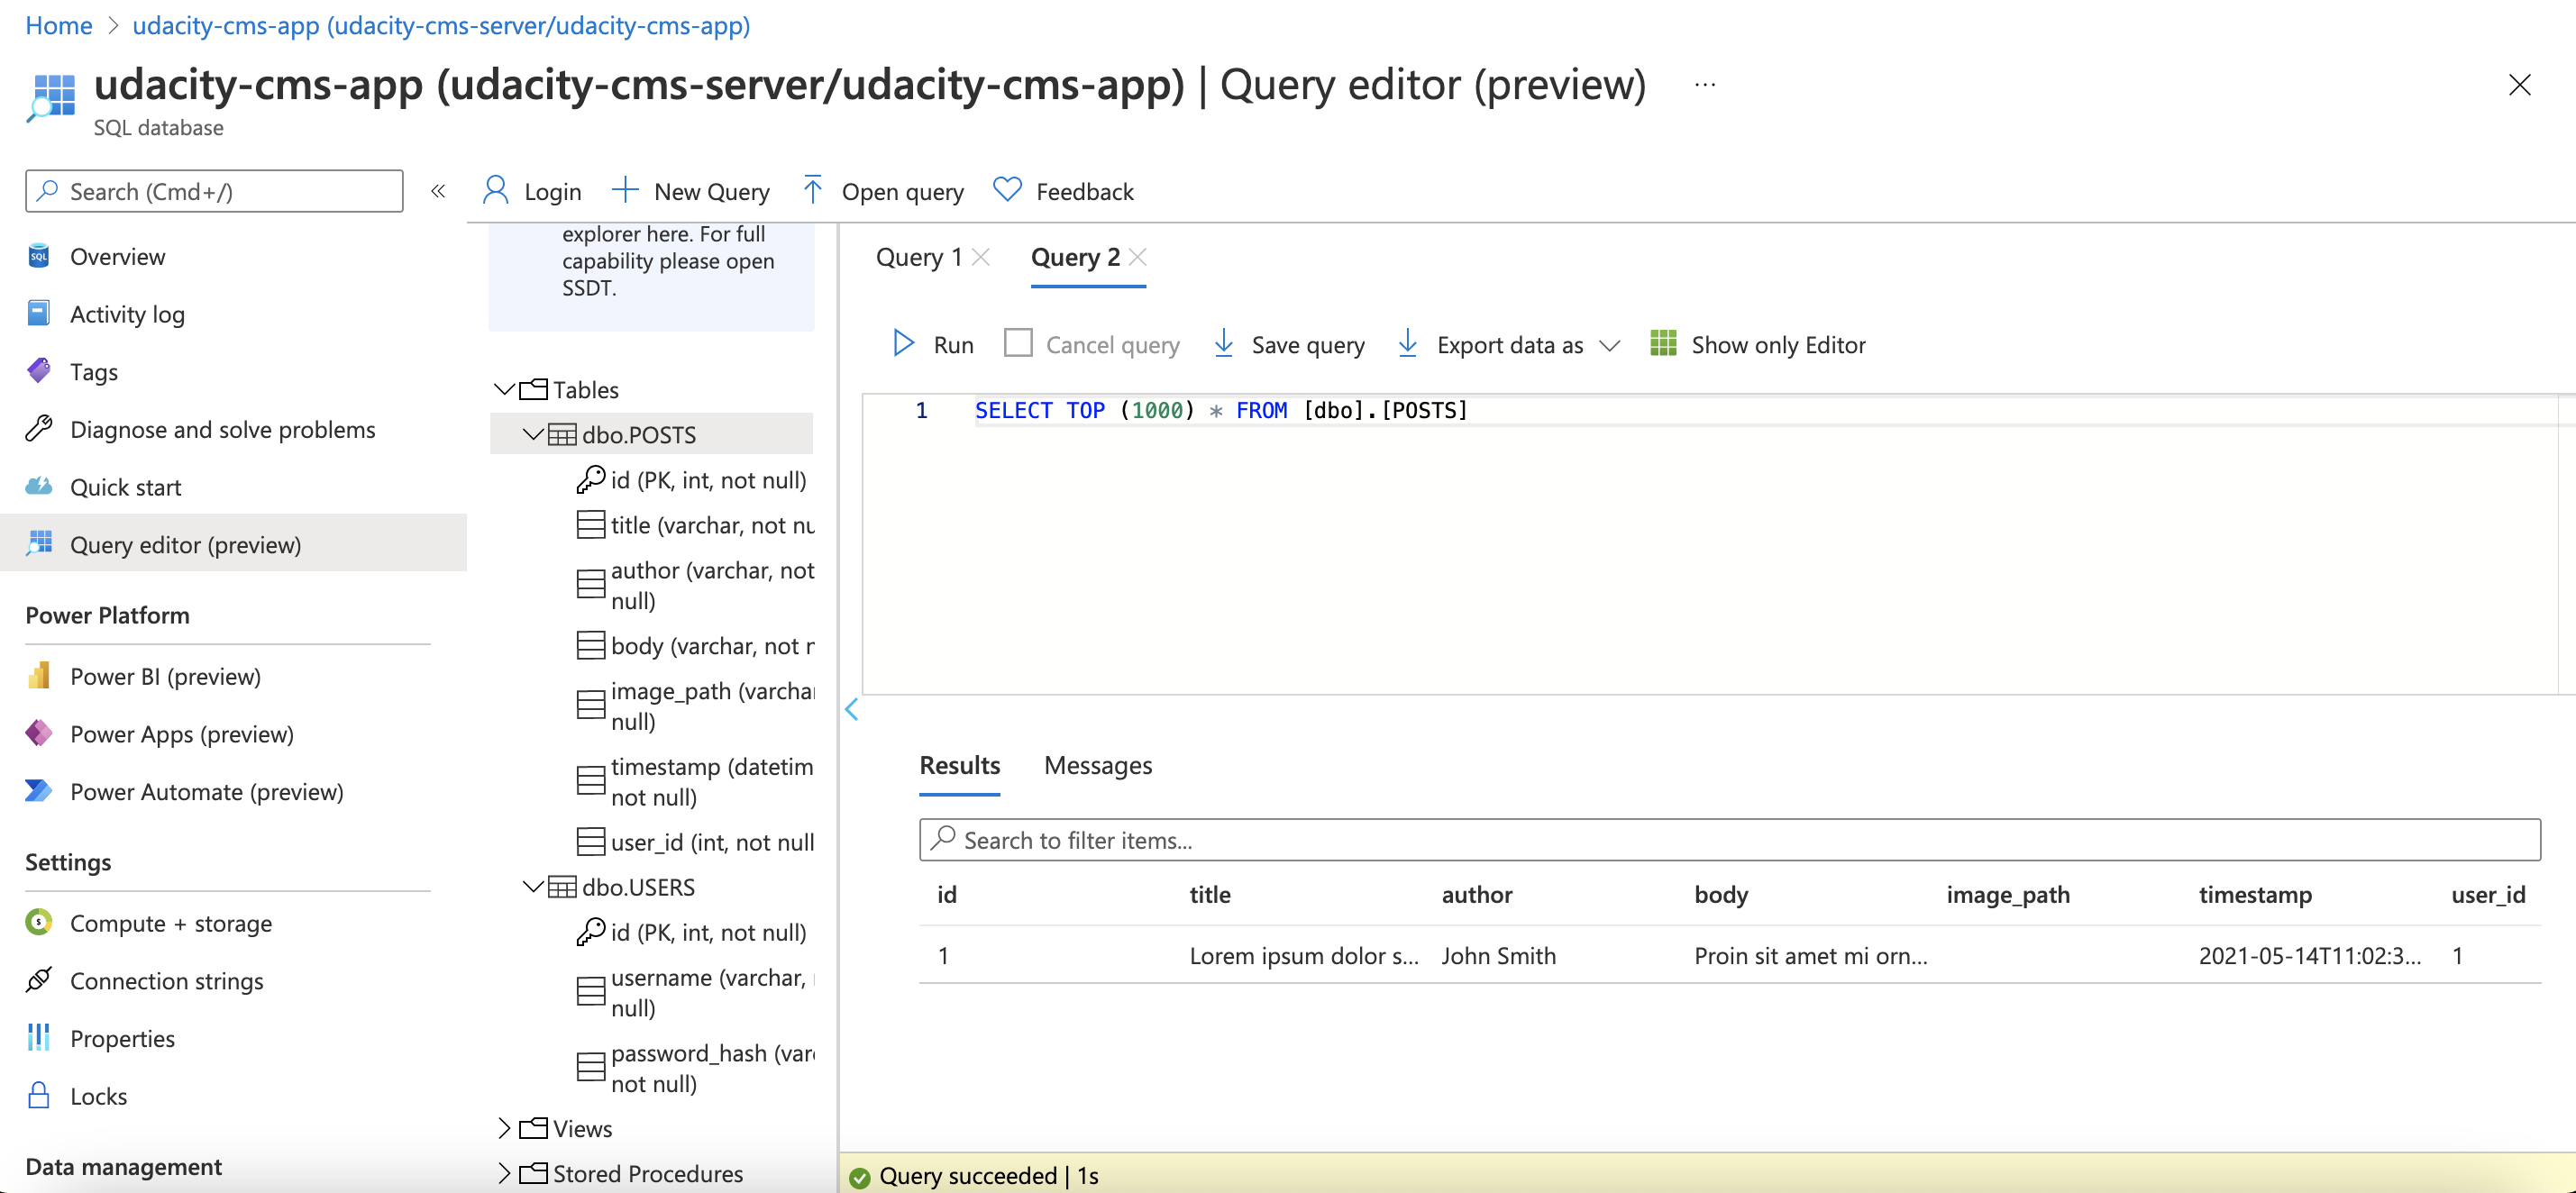 Home > udacity-cms-app (udacity-cms-server/udacity-cms-app)
udacity-cms-app (udacity-cms-server/udacity-cms-app) | Query editor (preview) ...
SQL database
Search (Cmd+/)
«
Login
New Query
Open query
Feedback
Overview
Activity log
Tags
Diagnose and solve problems
Quick start
Query editor (preview)
Power Platform
Power BI (preview)
Power Apps (preview)
Power Automate (preview)
Settings
Compute + storage
Connection strings
Properties
Locks
Data management
explorer here. For full
capability please open
SSDT.
Tables
dbo.POSTS
id (PK, int, not null)
title (varchar, not nu
author (varchar, not
null)
body (varchar, not
image_path (varchar
null)
timestamp (datetim
not null)
user_id (int, not null
dbo.USERS
id (PK, int, not null)
username (varchar,
null)
password_hash (varc
not null)
Views
Stored Procedures
Query 1
Query 2
Run
Cancel query
Save query
Export data as
Show only Editor
1 SELECT TOP (1000) * FROM [dbo].[POSTS]
Results
Messages
Search to filter items...
id title author body image_path timestamp user_id
1 Lorem ipsum dolor s... John Smith Proin sit amet mi orn... 2021-05-14T11:02:3... 1
Query succeeded | 1s